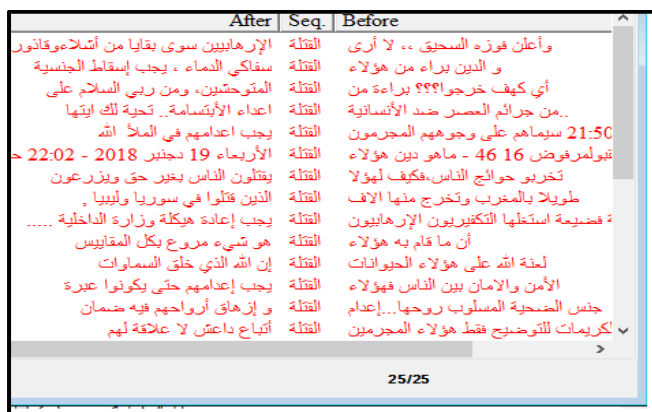 After Seq. Before
وأعلن فوزه السحيق ،، لا أرى القتلة الإرهابيين سوى بقايا من أشلاءوقاذور
و الدين براء من هؤلاء القتلة سفاكي الدماء ، يجب إسقاط الجنسية
أي كهف خرجوا؟؟؟ براءة من القتلة المتوحشين، ومن ربي السلام على
..من جرائم العصر ضد الأنسانية القتلة اعداء الأبتسامة.. تحية لك ايتها
21:50 سيماهم على وجوههم المجرمون القتلة يجب اعدامهم في الملأ الله
قبولمرفوض 16 46 - ماهو دين هؤلاء القتلة الأربعاء 19 دجنبر 2018 - 22:02
تخربو حوائج الناس،فكيف لهؤلا القتلة يقتلون الناس بغير حق ويزرعون
طويلا بالمغرب وتخرج منها الاف القتلة الذين قتلوا في سوريا وليبيا ,
ة فضيعة استغلها التكفيريون الإرهابيون القتلة يجب إعادة هيكلة وزارة الداخلية .....
أن ما قام به هؤلاء القتلة هو شيء مروع بكل المقاييس
لعنة الله على هؤلاء الحيوانات القتلة إن الله الذي خلق السماوات
الأمن والامان بين الناس فهؤلاء القتلة يجب إعدامهم حتى يكونوا عبرة
جنس الضحية المسلوب روحها...إعدام القتلة و إزهاق أرواحهم فيه ضمان
لكريمات للتوضيح فقط هؤلاء المجرمين القتلة أتباع داعش لا علاقة لهم
25/25